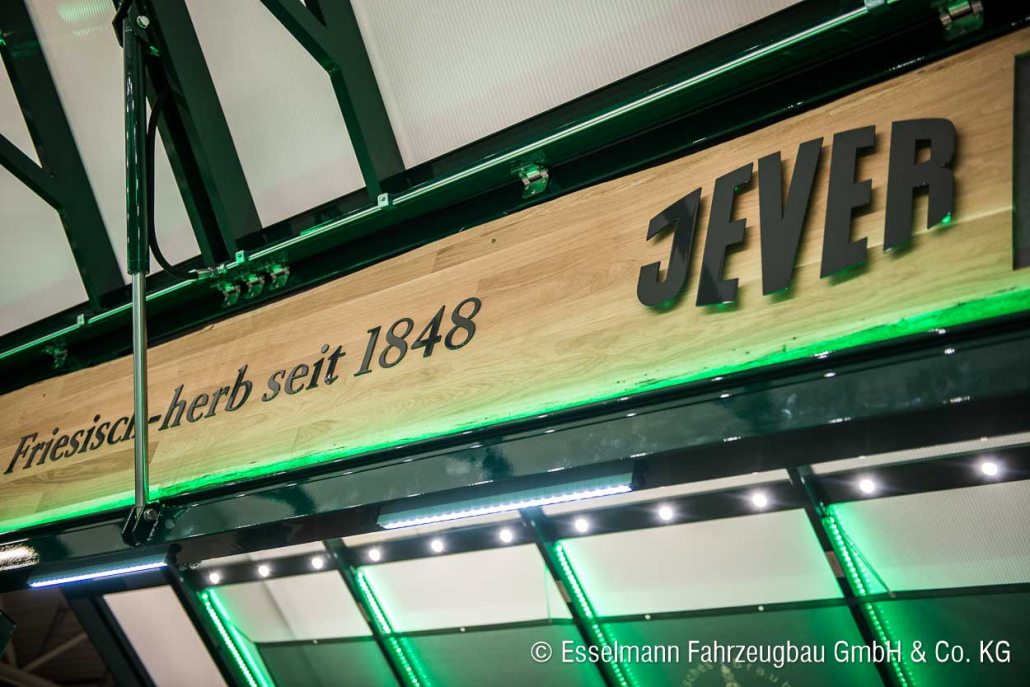 JEVER
Friesisch-herb seit 1848
© Esselmann Fahrzeugbau GmbH & Co. KG